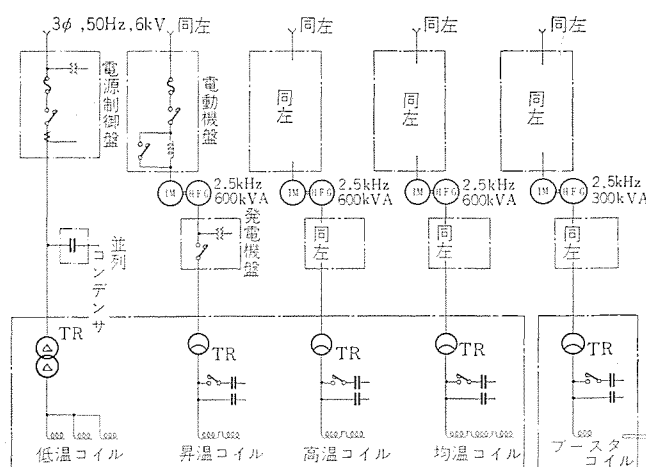 3φ,50Hz,6kV
同左
同左
同左
同左
電源制御盤
電動機盤
同左
同左
同左
IM
HFG
2.5kHz
600kVA
IM
HFG
2.5kHz
600kVA
IM
HFG
2.5kHz
600kVA
IM
HFG
2.5kHz
300kVA
並列
コンデンサ
発電機盤
同左
同左
同左
TR
TR
TR
TR
TR
低温コイル
昇温コイル
高温コイル
均温コイル
ブースタ
コイル